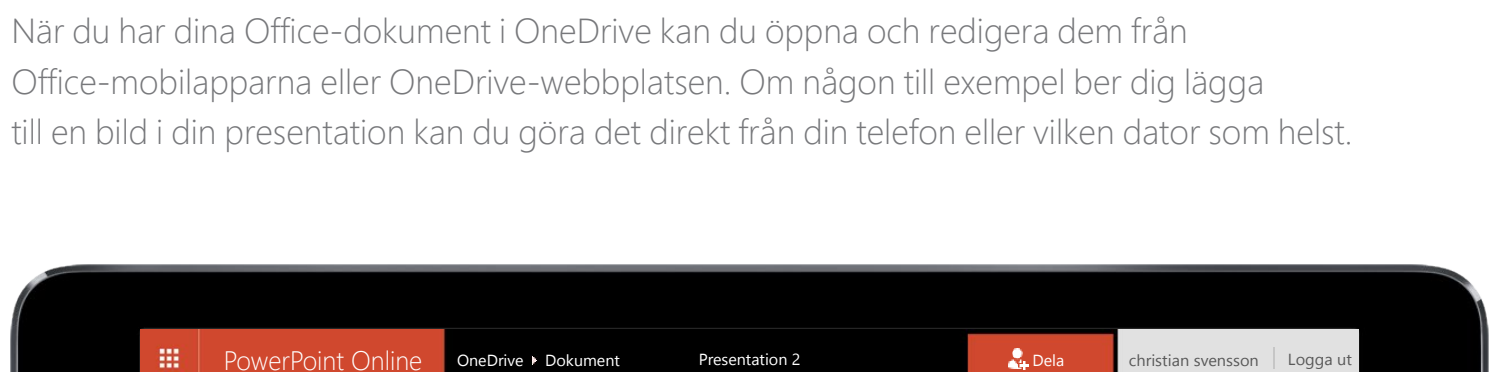 När du har dina Office-dokument i OneDrive kan du öppna och redigera dem från
Office-mobilapparna eller OneDrive-webbplatsen. Om någon till exempel ber dig lägga
till en bild i din presentation kan du göra det direkt från din telefon eller vilken dator som helst.
PowerPoint Online OneDrive Dokument Presentation 2 Dela christian svensson Logga ut